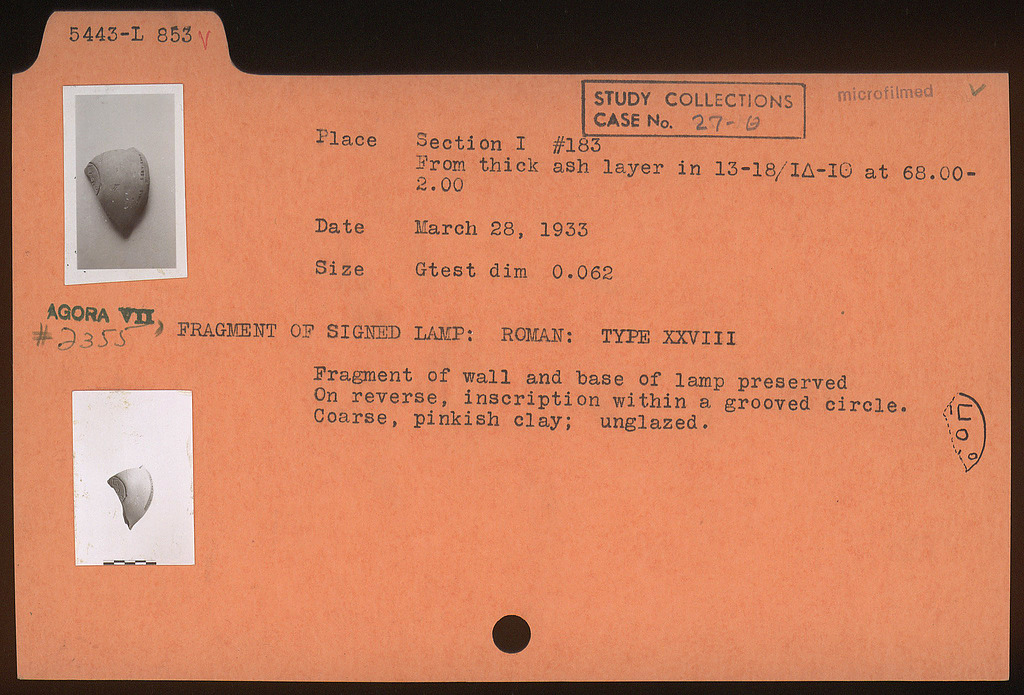 5443-L 853 V
STUDY COLLECTIONS
CASE No. 27-
microfilmed ✓
Place Section I #183
From thick ash layer in 13-18/ΙΔ-ΙΘ at 68.00-
2.00
Date March 28, 1933
Size Gtest dim 0.062
AGORA VII
#2355
FRAGMENT OF SIGNED LAMP: ROMAN: TYPE XXVIII
Fragment of wall and base of lamp preserved
On reverse, inscription within a grooved circle.
Coarse, pinkish clay; unglazed.